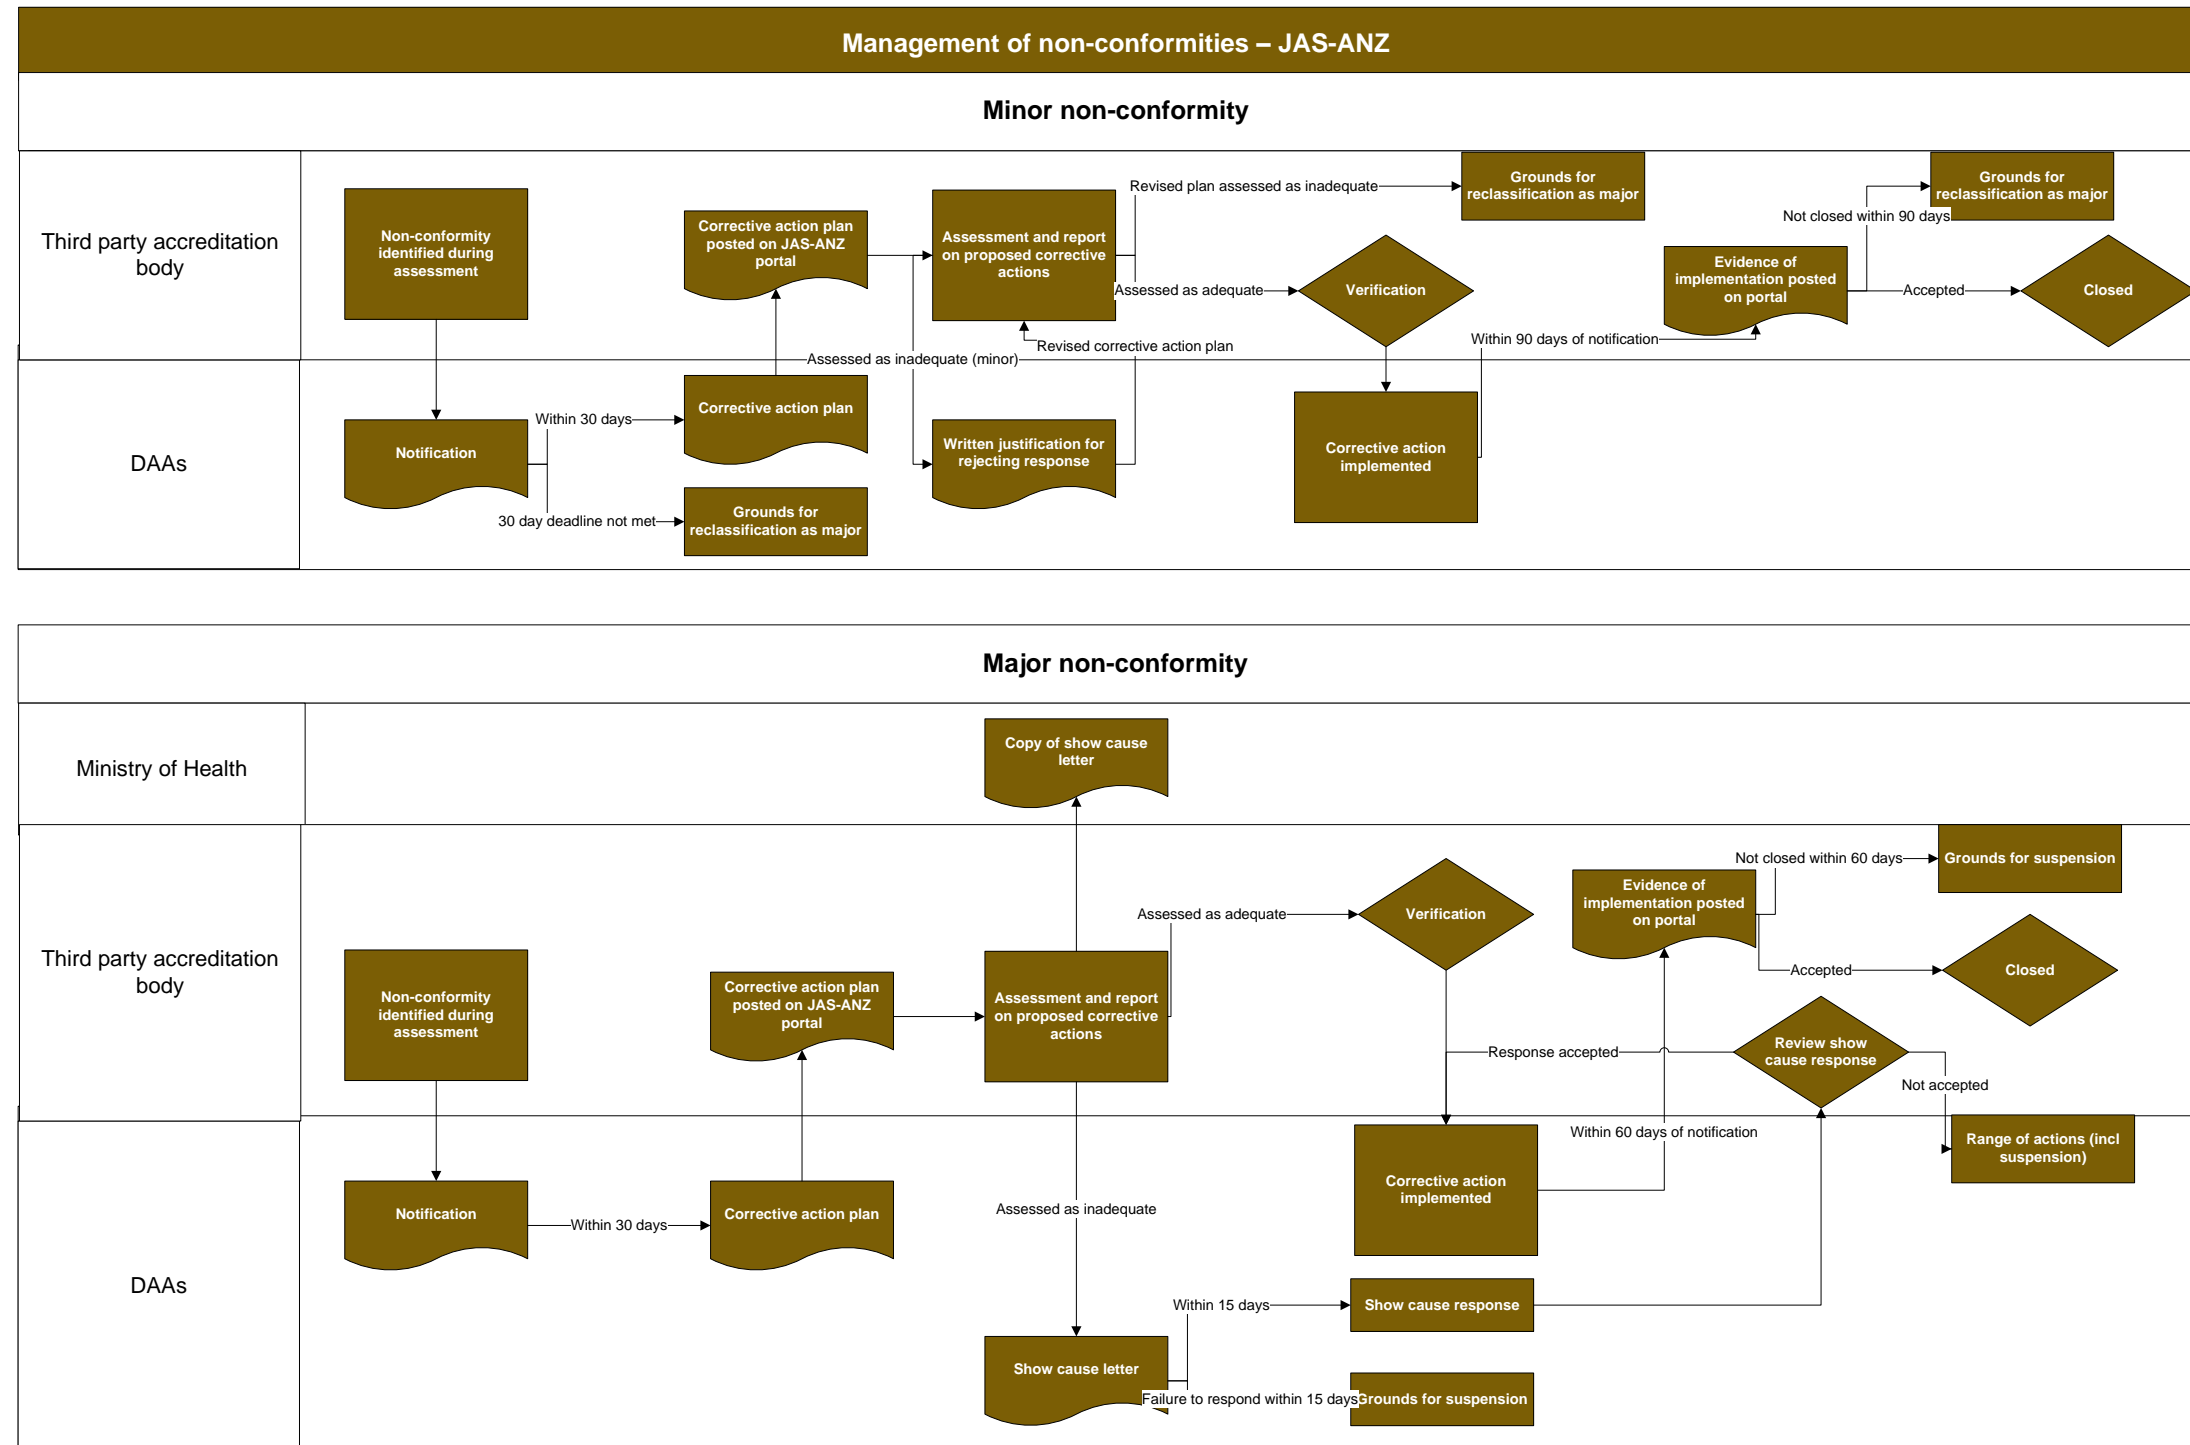 Management of non-conformities – JAS-ANZ
Minor non-conformity
Third party accreditation
body
Non-conformity
identified during
assessment
Corrective action plan
posted on JAS-ANZ
portal
Assessment and report
on proposed corrective
actions
Revised plan assessed as inadequate
Grounds for
reclassification as major
Assessed as adequate
Verification
Evidence of
implementation posted
on portal
Not closed within 90 days
Grounds for
reclassification as major
Accepted
Closed
Revised corrective action plan
Within 90 days of notification
Assessed as inadequate (minor)
DAAs
Notification
Within 30 days
Corrective action plan
30 day deadline not met
Grounds for
reclassification as major
Written justification for
rejecting response
Corrective action
implemented
Major non-conformity
Ministry of Health
Copy of show cause
letter
Third party accreditation
body
Non-conformity
identified during
assessment
Corrective action plan
posted on JAS-ANZ
portal
Assessment and report
on proposed corrective
actions
Assessed as adequate
Verification
Evidence of
implementation posted
on portal
Not closed within 60 days
Grounds for suspension
Accepted
Closed
Response accepted
Review show
cause response
Not accepted
DAAs
Notification
Within 30 days
Corrective action plan
Assessed as inadequate
Corrective action
implemented
Within 60 days of notification
Range of actions (incl
suspension)
Show cause letter
Within 15 days
Show cause response
Failure to respond within 15 days
Grounds for suspension